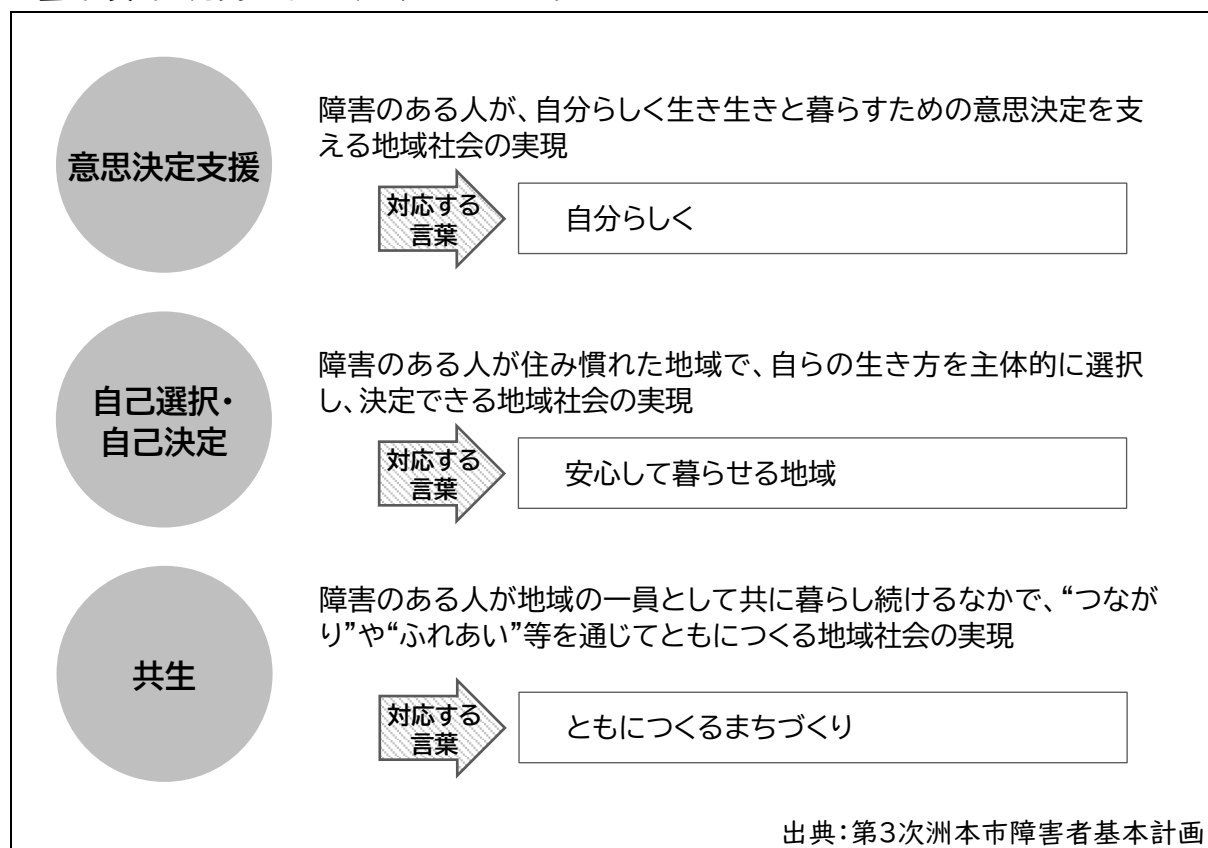 意思決定支援
障害のある人が、自分らしく生き生きと暮らすための意思決定を支
える地域社会の実現
対応する
言葉
自分らしく
自己選択・
自己決定
障害のある人が住み慣れた地域で、自らの生き方を主体的に選択
し、決定できる地域社会の実現
対応する
言葉
安心して暮らせる地域
共生
障害のある人が地域の一員として共に暮らし続けるなかで、“つなが
り”や“ふれあい”等を通じてともにつくる地域社会の実現
対応する
言葉
ともにつくるまちづくり
出典：第3次洲本市障害者基本計画